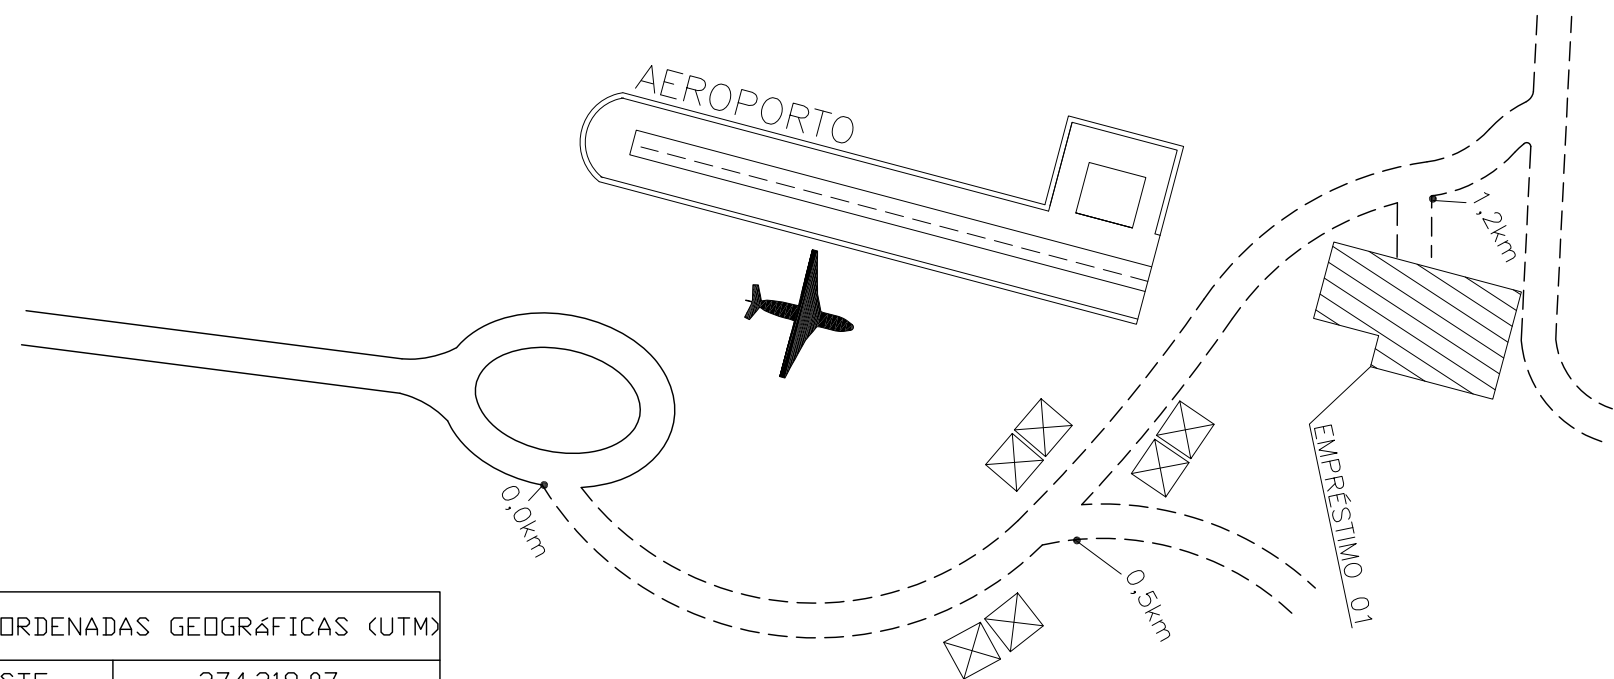 AEROPORTO
1,2km
0,0km
EMPRÉSTIMO 01
0,5km
ORDENADAS GEOGRÁFICAS (UTM)